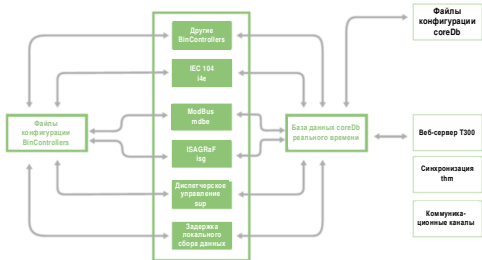 Файлы
конфигурации
coreDb
Другие
BinControllers
IEC 104
i4e
ModBus
mdbe
ISAGRaF
isg
Диспетчерское
управление
sup
Задержка
локального
сбора данных
Файлы
конфигурации
BinControllers
База данных coreDb
реального времени
Веб-сервер T300
Синхронизация
thm
Коммуника-
ационные каналы